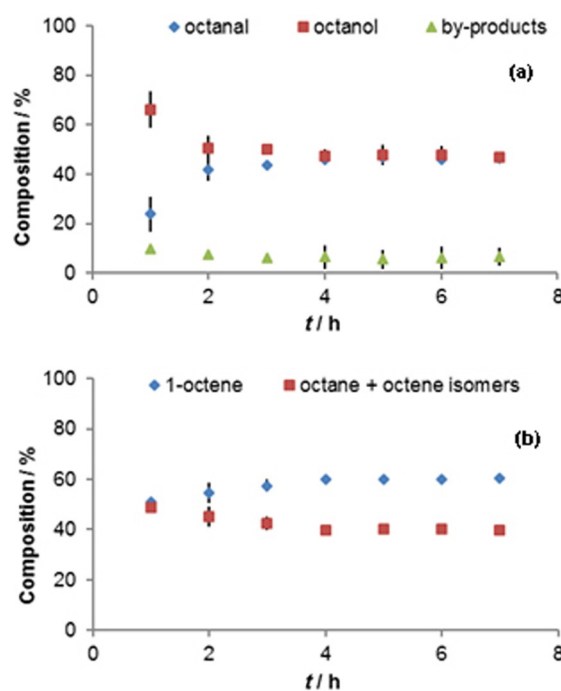 octanal octanol by-products
(a)
100
80
60
40
20
0
Composition / %
0 2 4 6 8
t / h
1-octene octane + octene isomers
(b)
100
80
60
40
20
0
Composition / %
0 2 4 6 8
t / h